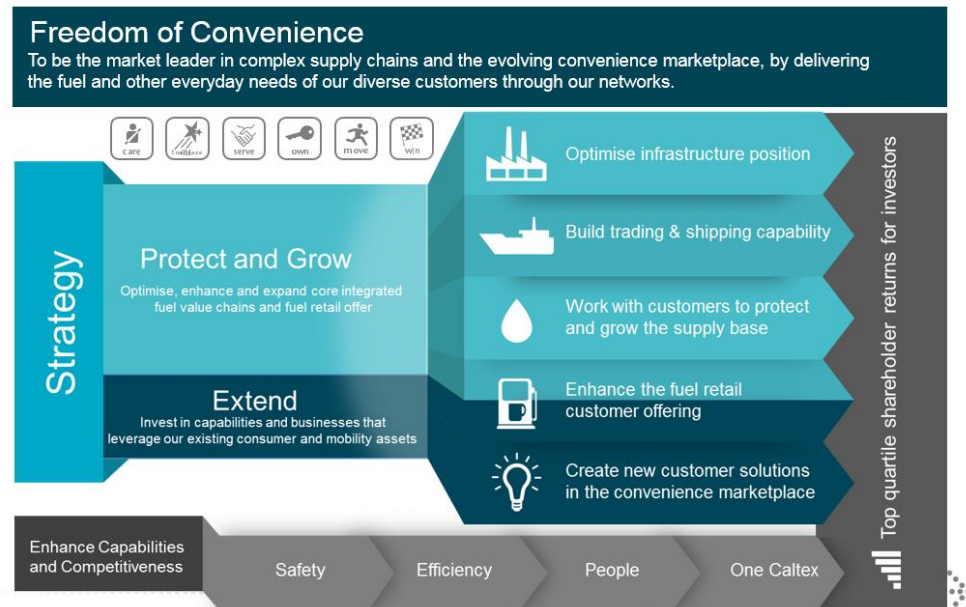 Freedom of Convenience
To be the market leader in complex supply chains and the evolving convenience marketplace, by delivering
the fuel and other everyday needs of our diverse customers through our networks.
care
trailblaze
serve
own
move
win
Strategy
Protect and Grow
Optimise, enhance and expand core integrated
fuel value chains and fuel retail offer
Extend
Invest in capabilities and businesses that
leverage our existing consumer and mobility assets
Optimise infrastructure position
Build trading & shipping capability
Work with customers to protect
and grow the supply base
Enhance the fuel retail
customer offering
Create new customer solutions
in the convenience marketplace
Top quartile shareholder returns for investors
Enhance Capabilities
and Competitiveness
Safety
Efficiency
People
One Caltex